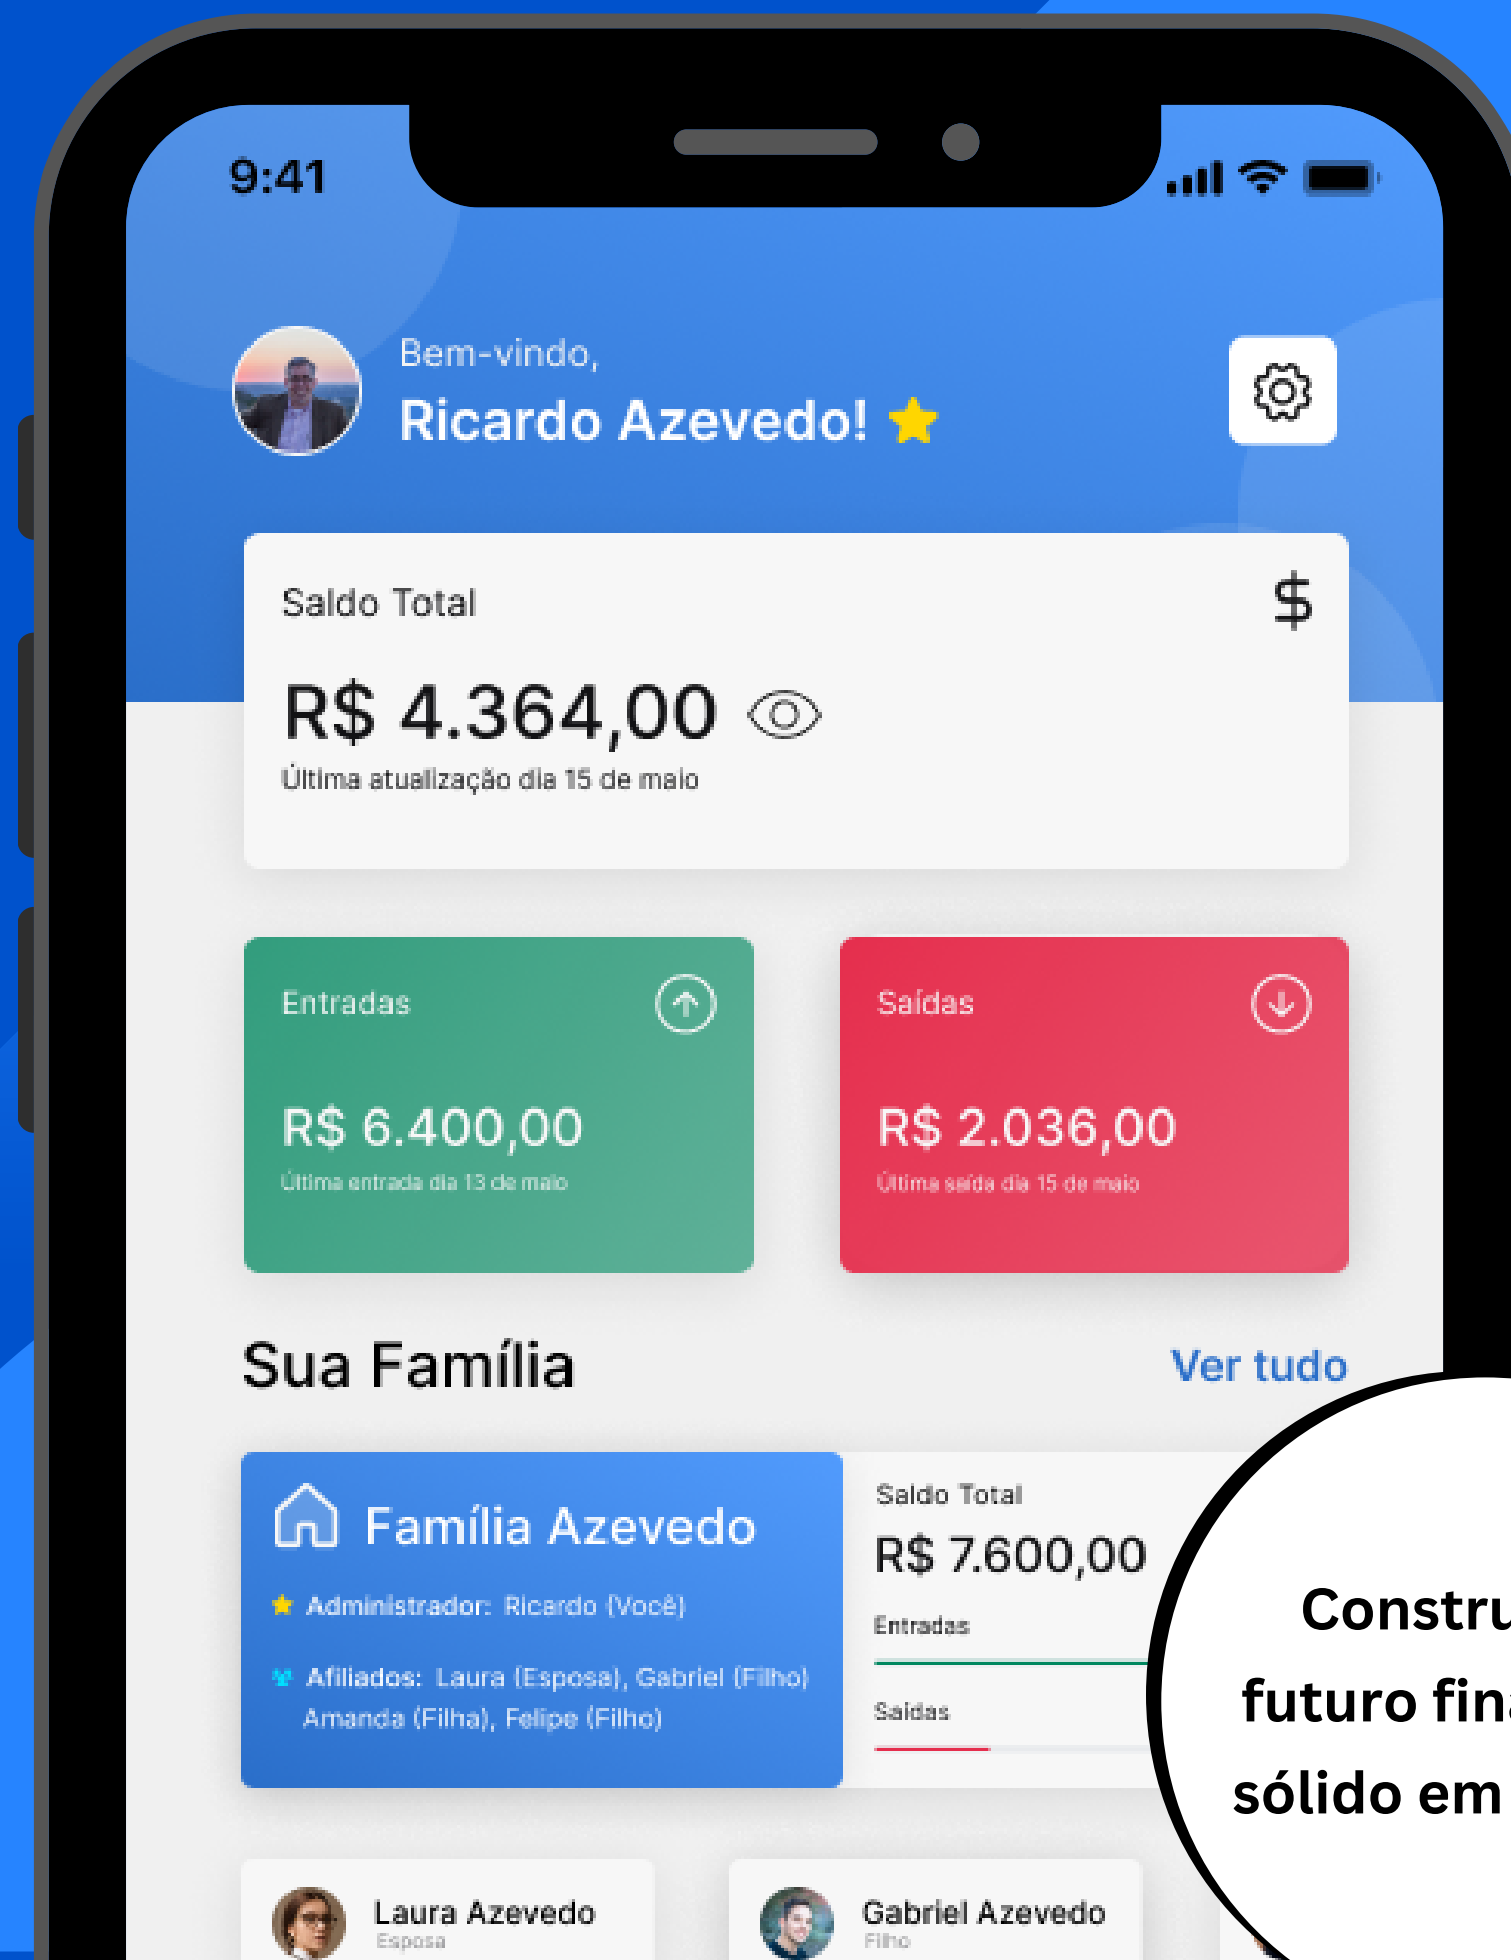 9:41
Bem-vindo,
Ricardo Azevedo!
Saldo Total
$
R$ 4.364,00
Última atualização dia 15 de maio
Entradas
R$ 6.400,00
Última entrada dia 13 de maio
Saídas
R$ 2.036,00
Última saída dia 15 de maio
Sua Família
Ver tudo
Família Azevedo
Administrador: Ricardo (Você)
Afiliados: Laura (Esposa), Gabriel (Filho)
Amanda (Filha), Felipe (Filho)
Saldo Total
R$ 7.600,00
Entradas
Saídas
futuro
sólido em
Laura Azevedo
Esposa
Gabriel Azevedo
Filho